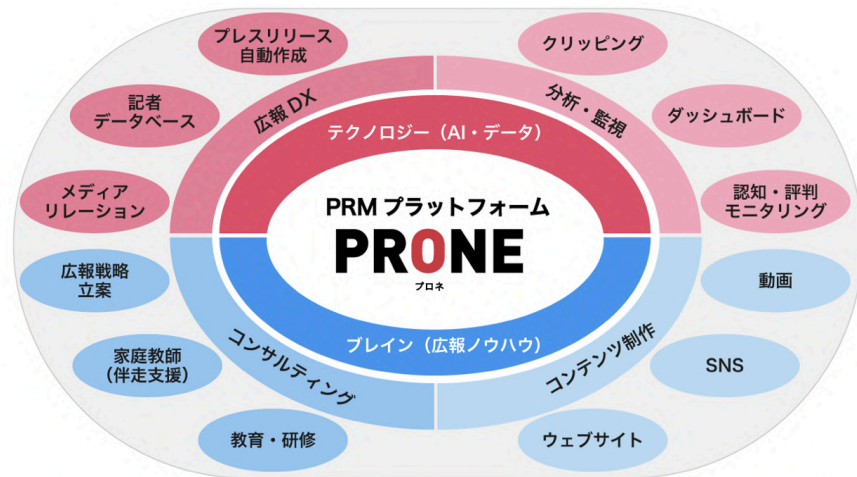 プレスリリース
自動作成
クリッピング
記者
データベース
広報 DX
分析・監視
ダッシュボード
テクノロジー（AI・データ）
メディア
リレーション
認知・評判
モニタリング
PRM プラットフォーム
PRONE
プロネ
広報戦略
立案
動画
ブレイン（広報ノウハウ）
家庭教師
（伴走支援）
コンサルティング
コンテンツ制作
SNS
教育・研修
ウェブサイト